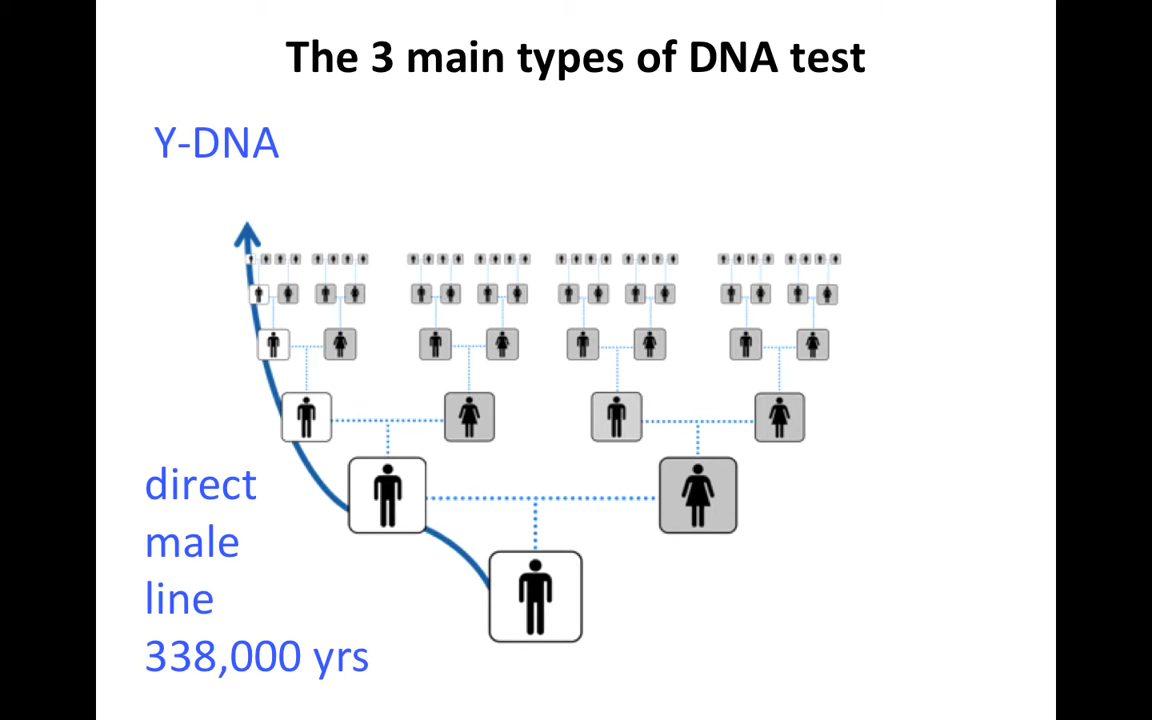 The 3 main types of DNA test
Y-DNA
direct
male
line
338,000 yrs